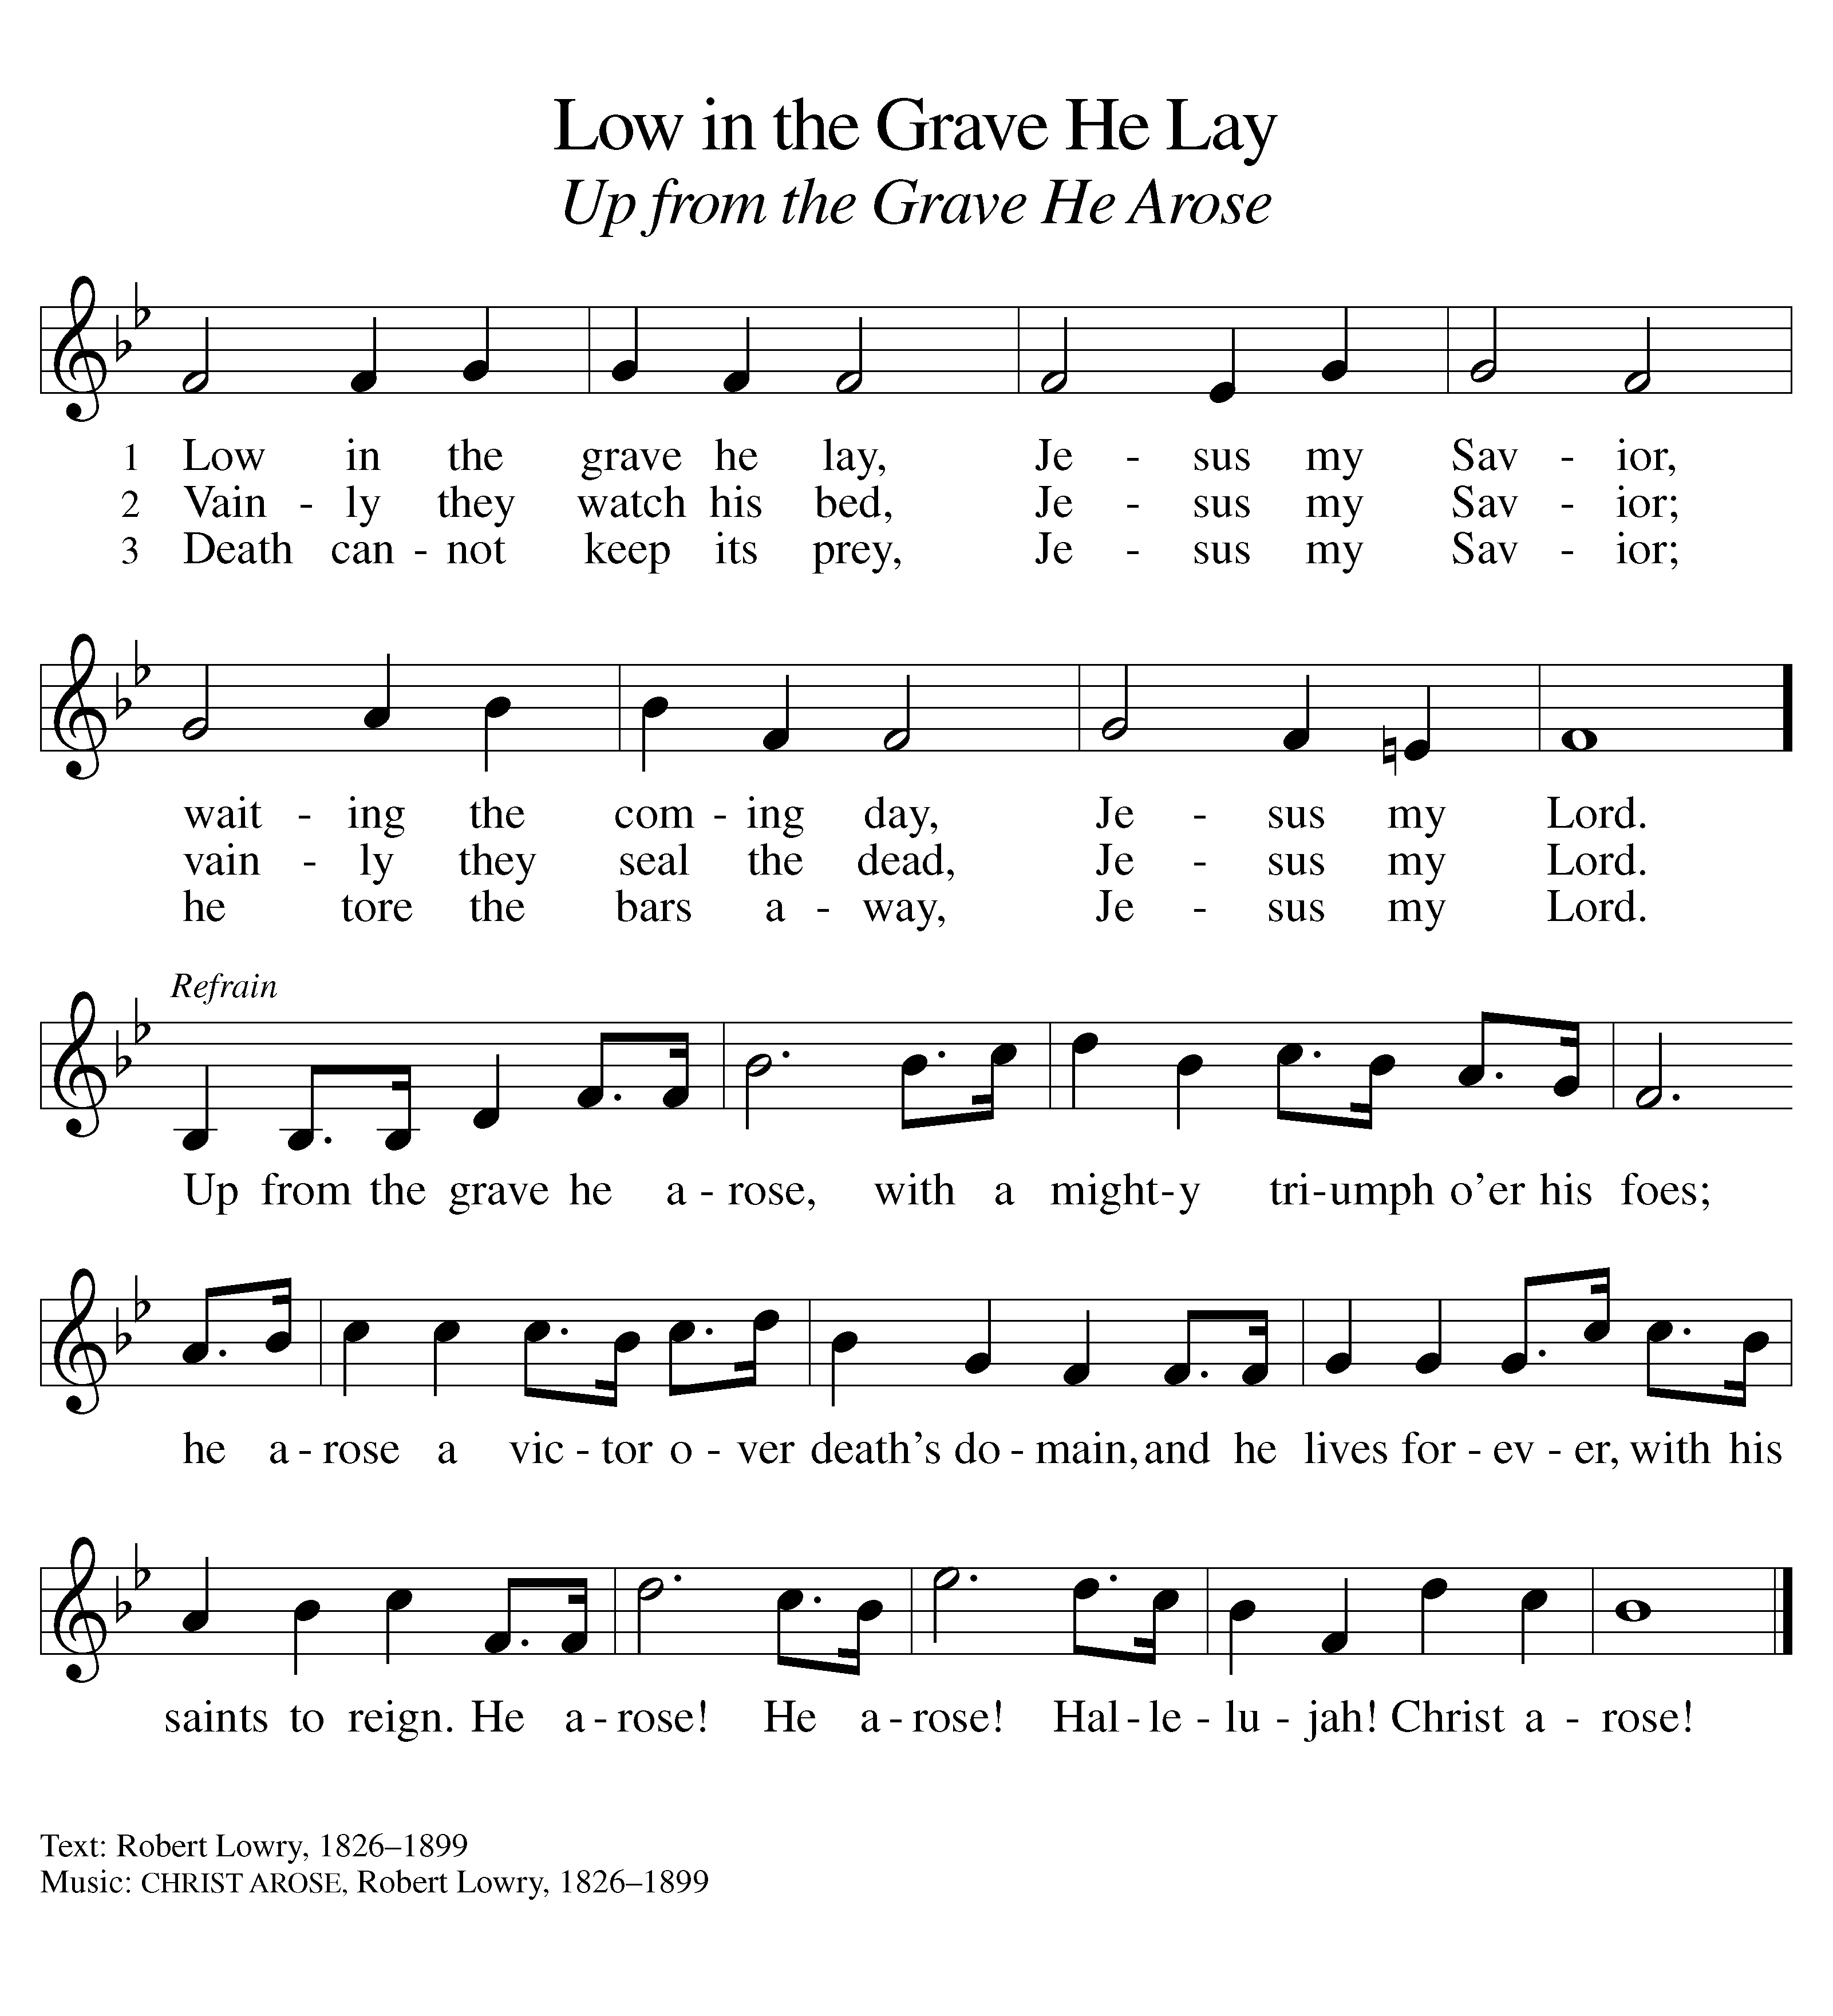 Low in the Grave He Lay
Up from the Grave He Arose
1 Low in the grave he lay, Je - sus my Sav - ior,
2 Vain - ly they watch his bed, Je - sus my Sav - ior;
3 Death can - not keep its prey, Je - sus my Sav - ior;
wait - ing the com - ing day, Je - sus my Lord.
vain - ly they seal the dead, Je - sus my Lord.
he tore the bars a - way, Je - sus my Lord.
Refrain
Up from the grave he a - rose, with a might-y tri-umph o’er his foes;
he a - rose a vic - tor o - ver death’s do - main, and he lives for - ev - er, with his
saints to reign. He a - rose! He a - rose! Hal - le - lu - jah! Christ a - rose!
Text: Robert Lowry, 1826–1899
Music: CHRIST AROSE, Robert Lowry, 1826–1899